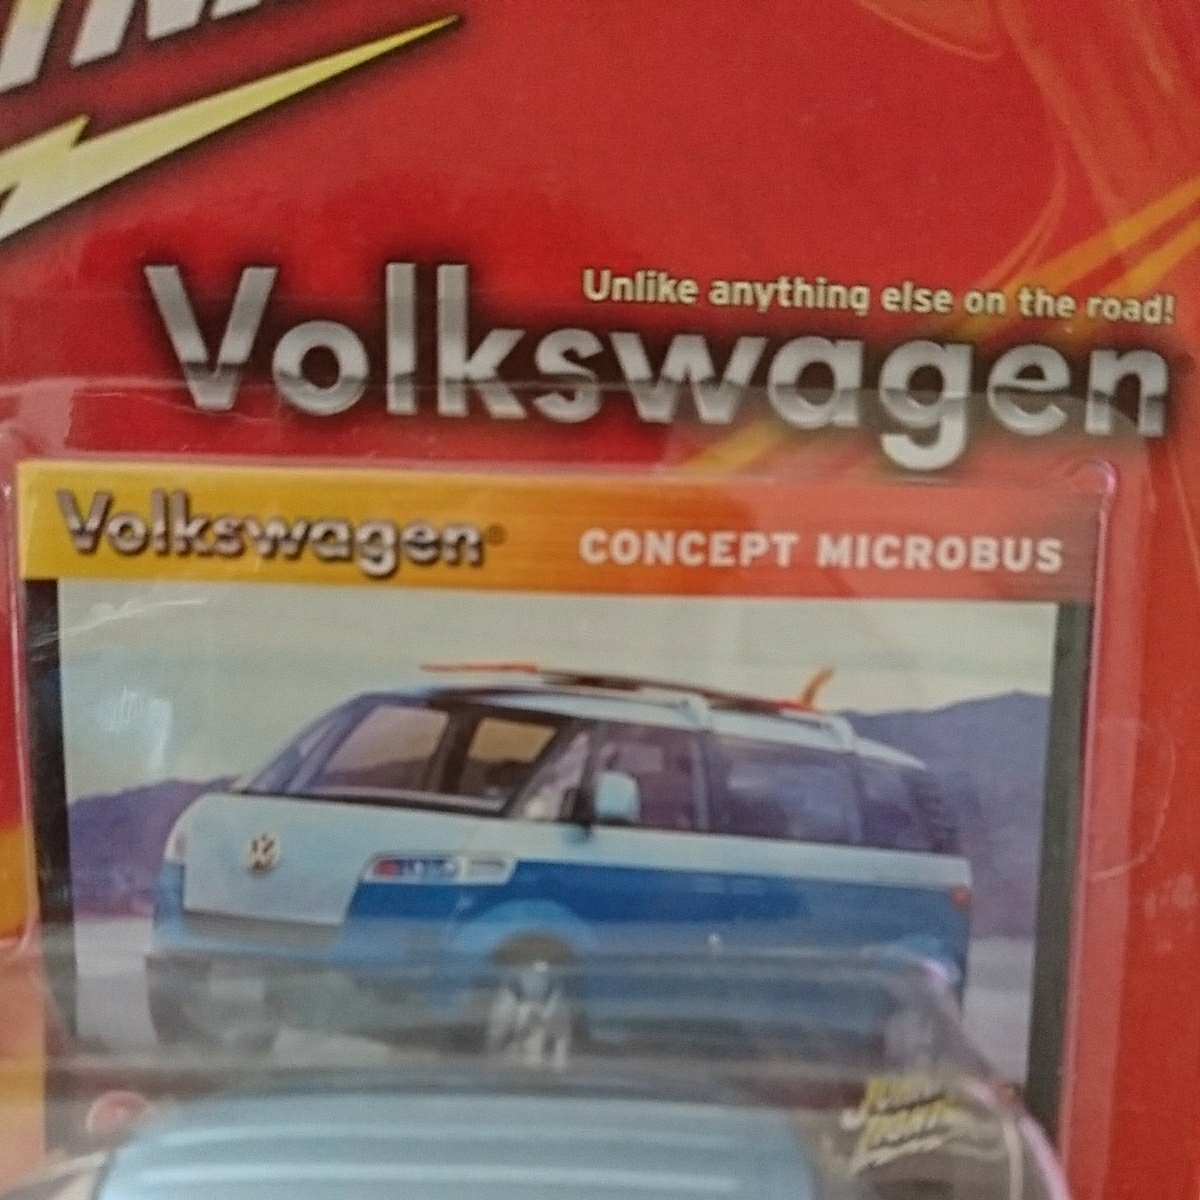 Unlike anything else on the road!
Volkswagen
Volkswagen® CONCEPT MICROBUS